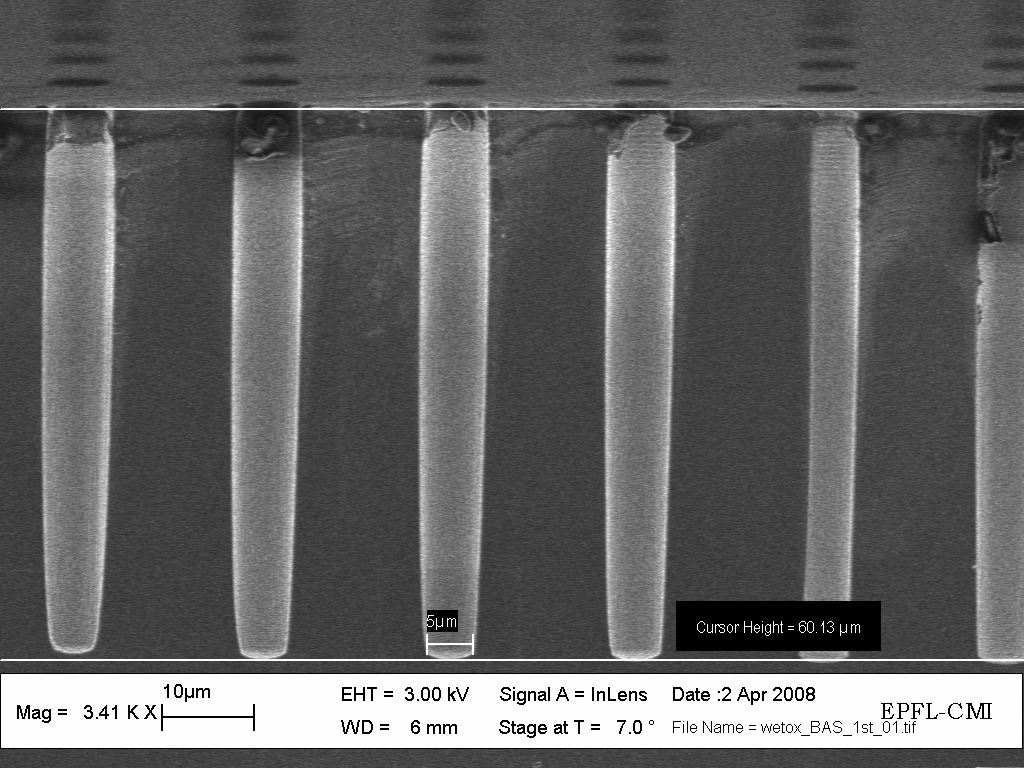 5µm
Cursor Height = 60.13 µm
10µm
Mag = 3.41 K X
EHT = 3.00 kV
WD = 6 mm
Signal A = InLens
Stage at T = 7.0 °
Date :2 Apr 2008
File Name = wetox_BAS_1st_01.tif
EPFL-CMI